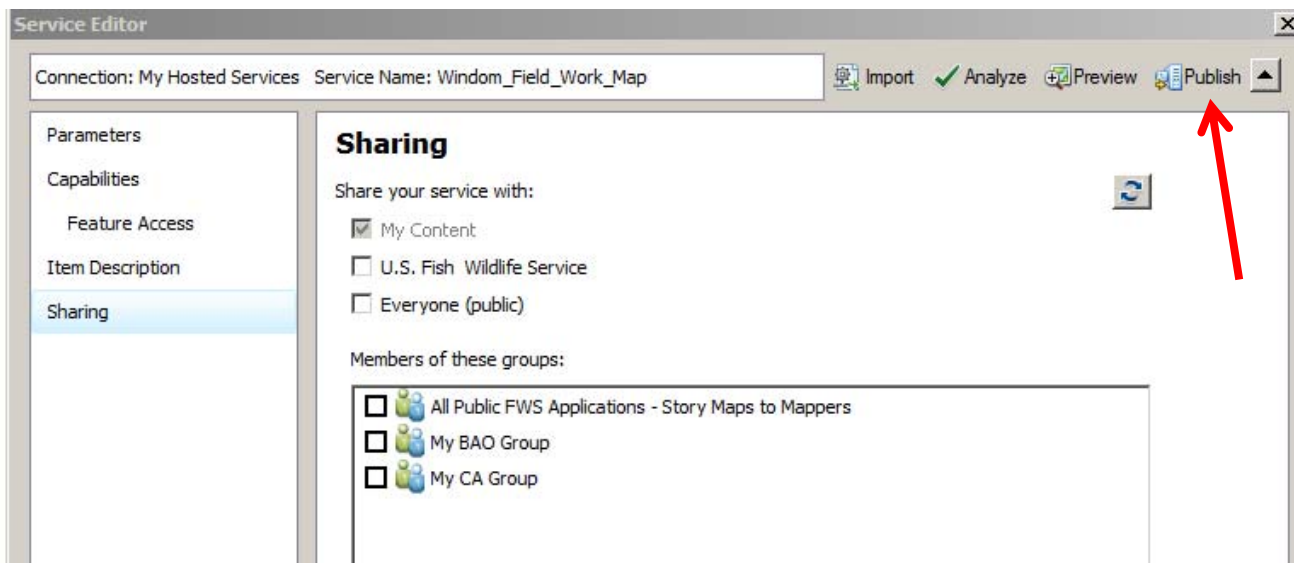 Service Editor
Connection: My Hosted Services Service Name: Windom_Field_Work_Map Import Analyze Preview Publish
Parameters
Capabilities
Feature Access
Item Description
Sharing
Sharing
Share your service with:
My Content
U.S. Fish Wildlife Service
Everyone (public)
Members of these groups:
All Public FWS Applications - Story Maps to Mappers
My BAO Group
My CA Group